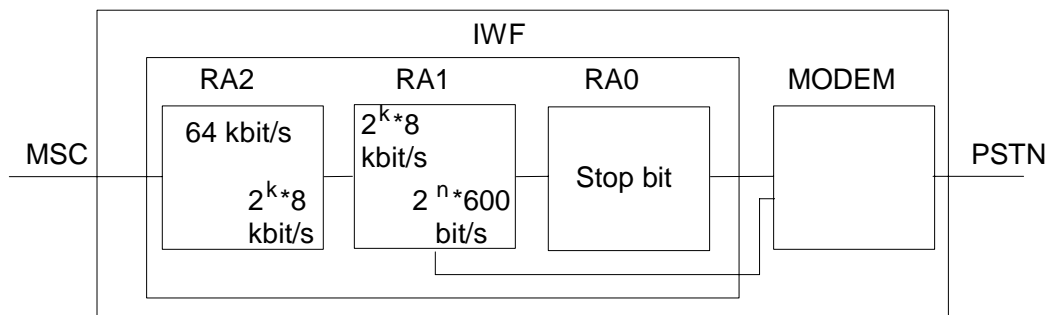 IWF
RA2
RA1
RA0
MODEM
MSC
64 kbit/s
2^k*8
kbit/s
2^k*8
kbit/s
2^n*600
bit/s
Stop bit
PSTN